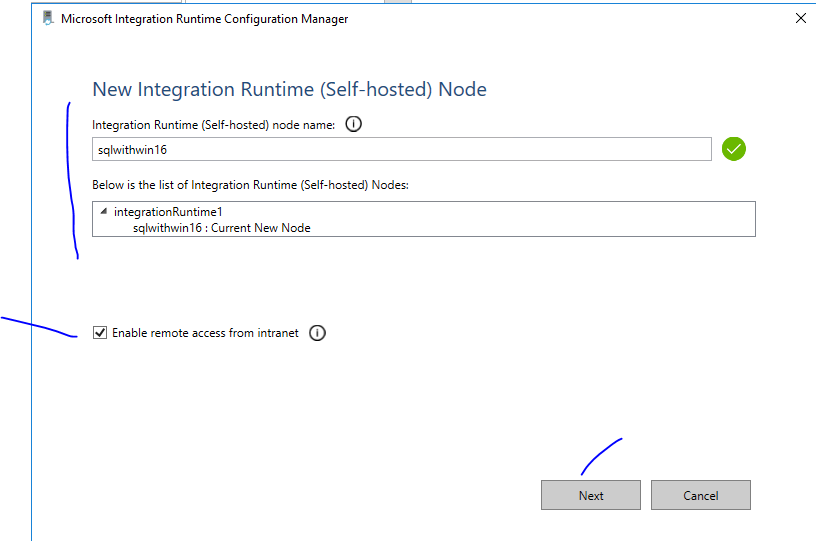 Microsoft Integration Runtime Configuration Manager
New Integration Runtime (Self-hosted) Node
Integration Runtime (Self-hosted) node name:
sqlwithwin16
Below is the list of Integration Runtime (Self-hosted) Nodes:
integrationRuntime1
sqlwithwin16 : Current New Node
Enable remote access from intranet
Next Cancel